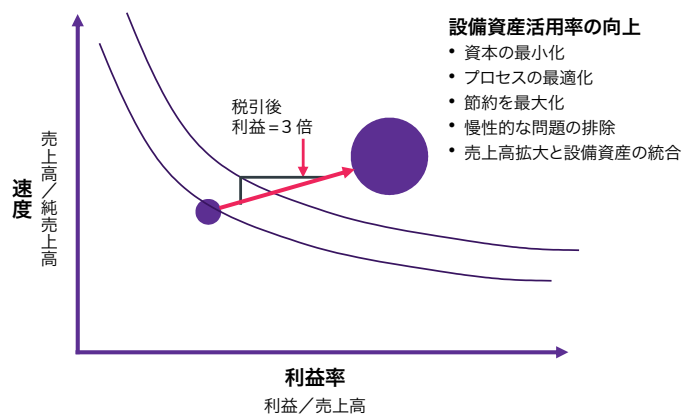 設備資産活用率の向上
• 資本の最小化
• プロセスの最適化
• 節約を最大化
• 慢性的な問題の排除
• 売上高拡大と設備資産の統合
税引後
利益=3 倍
速度
売上高/純売上高
利益率
利益/売上高